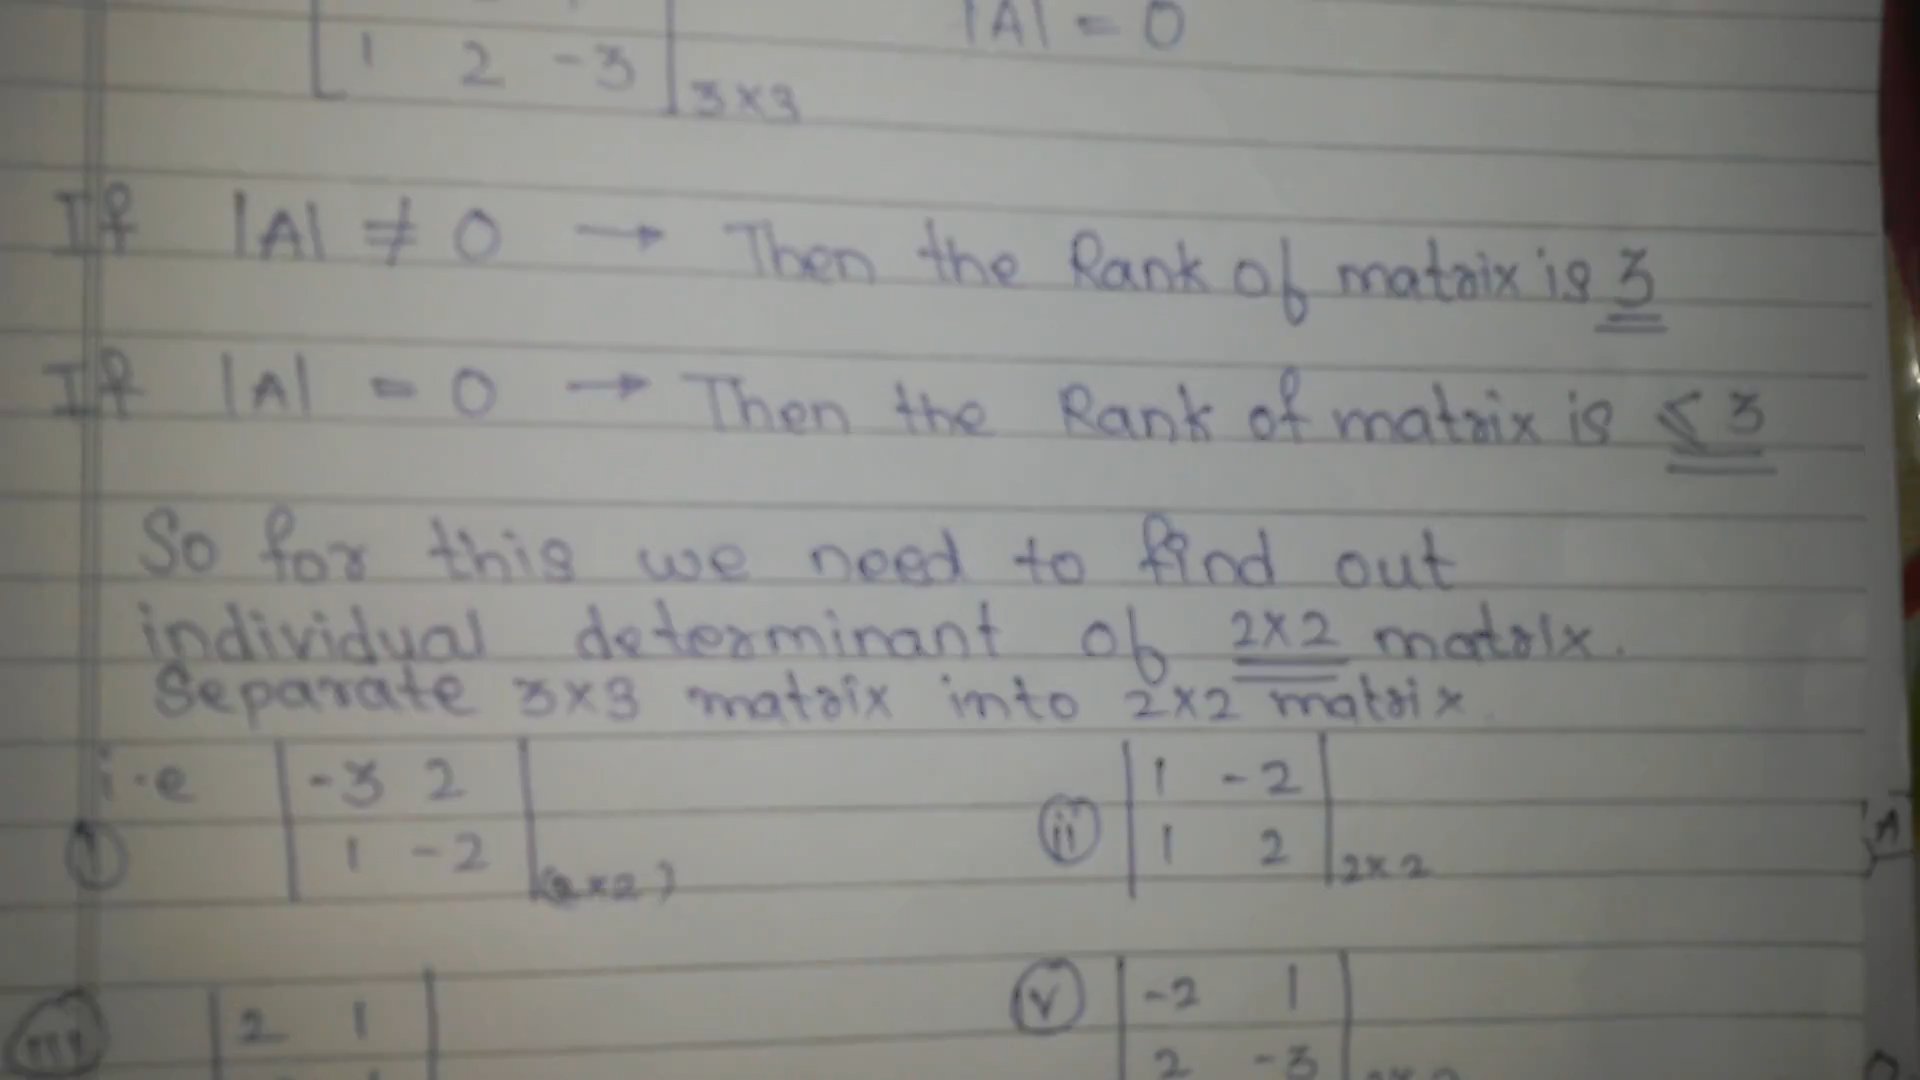 |A| = 0
1 2 -3 3×3
If |A| ≠ 0 → Then the Rank of matrix is 3
If |A| = 0 → Then the Rank of matrix is < 3
So for this we need to find out
individual determinant of 2×2 matrix.
Separate 3×3 matrix into 2×2 matrix.
i.e -3 2 1 -2
(i) 1 -2 (2×2) (ii) 1 2 2×2
(iii) 2 1 (v) -2 1
2 -3